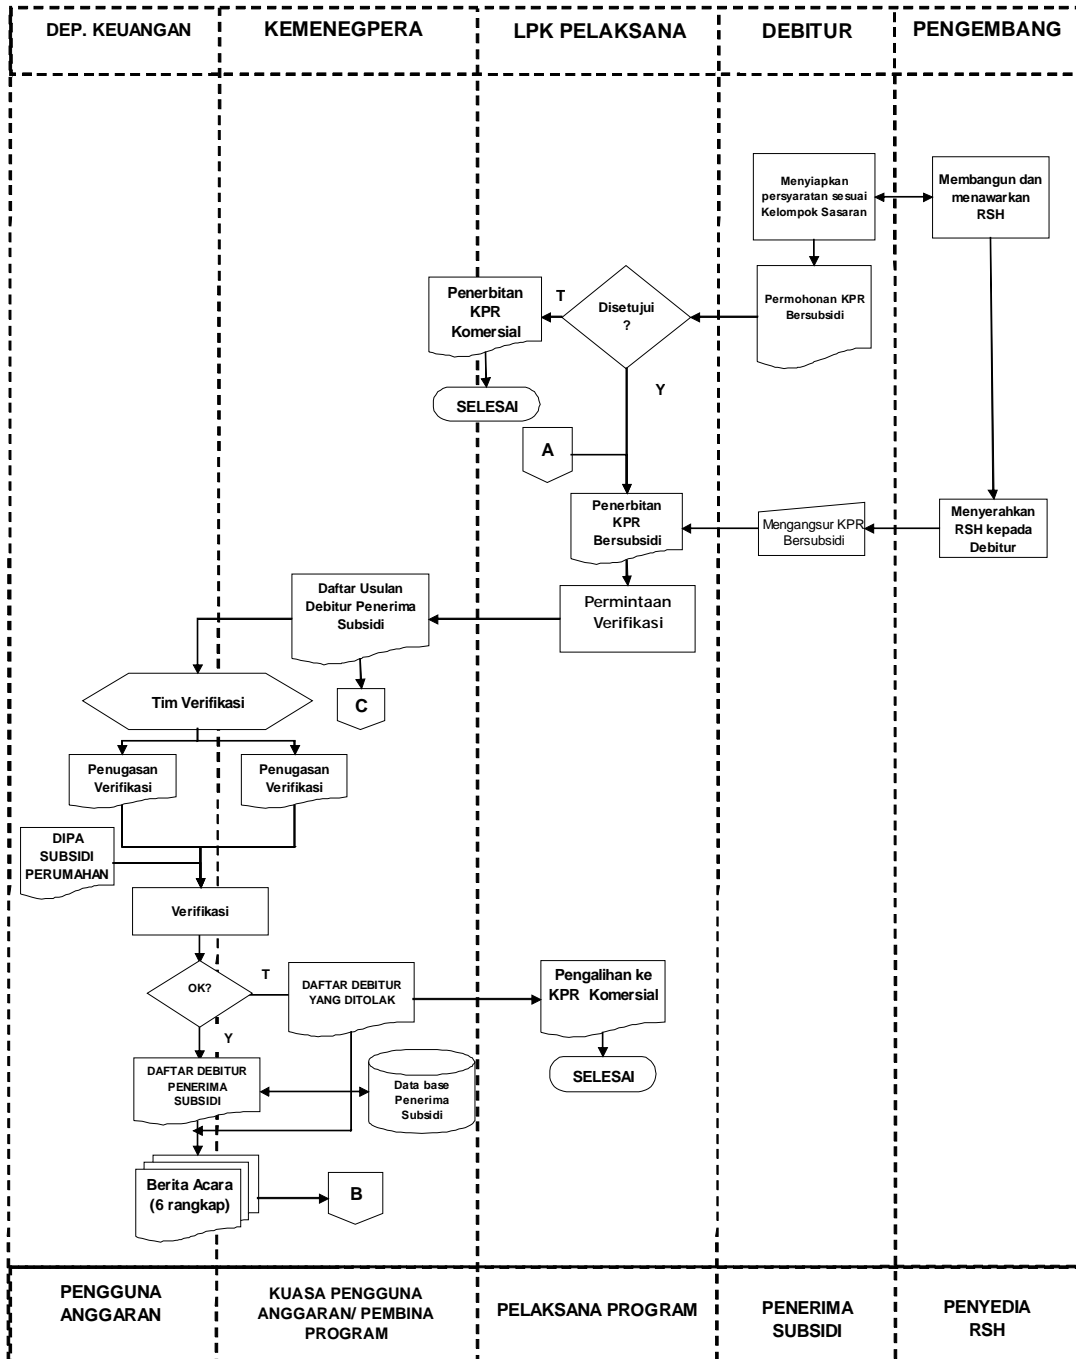 DEP. KEUANGAN
KEMENEGPERA
LPK PELAKSANA
DEBITUR
PENGEMBANG
Menyiapkan
persyaratan sesuai
Kelompok Sasaran
Membangun dan
menawarkan
RSH
Penerbitan
KPR
Komersial
T
Disetujui
?
Permohonan KPR
Bersubsidi
Y
SELESAI
A
Penerbitan
KPR
Bersubsidi
Mengangsur KPR
Bersubsidi
Menyerahkan
RSH kepada
Debitur
Daftar Usulan
Debitur Penerima
Subsidi
Permintaan
Verifikasi
Tim Verifikasi
C
Penugasan
Verifikasi
Penugasan
Verifikasi
DIPA
SUBSIDI
PERUMAHAN
Verifikasi
OK?
T
DAFTAR DEBITUR
YANG DITOLAK
Pengalihan ke
KPR Komersial
Y
DAFTAR DEBITUR
PENERIMA
SUBSIDI
Data base
Penerima
Subsidi
SELESAI
Berita Acara
(6 rangkap)
B
PENGGUNA
ANGGARAN
KUASA PENGGUNA
ANGGARAN/ PEMBINA
PROGRAM
PELAKSANA PROGRAM
PENERIMA
SUBSIDI
PENYEDIA
RSH